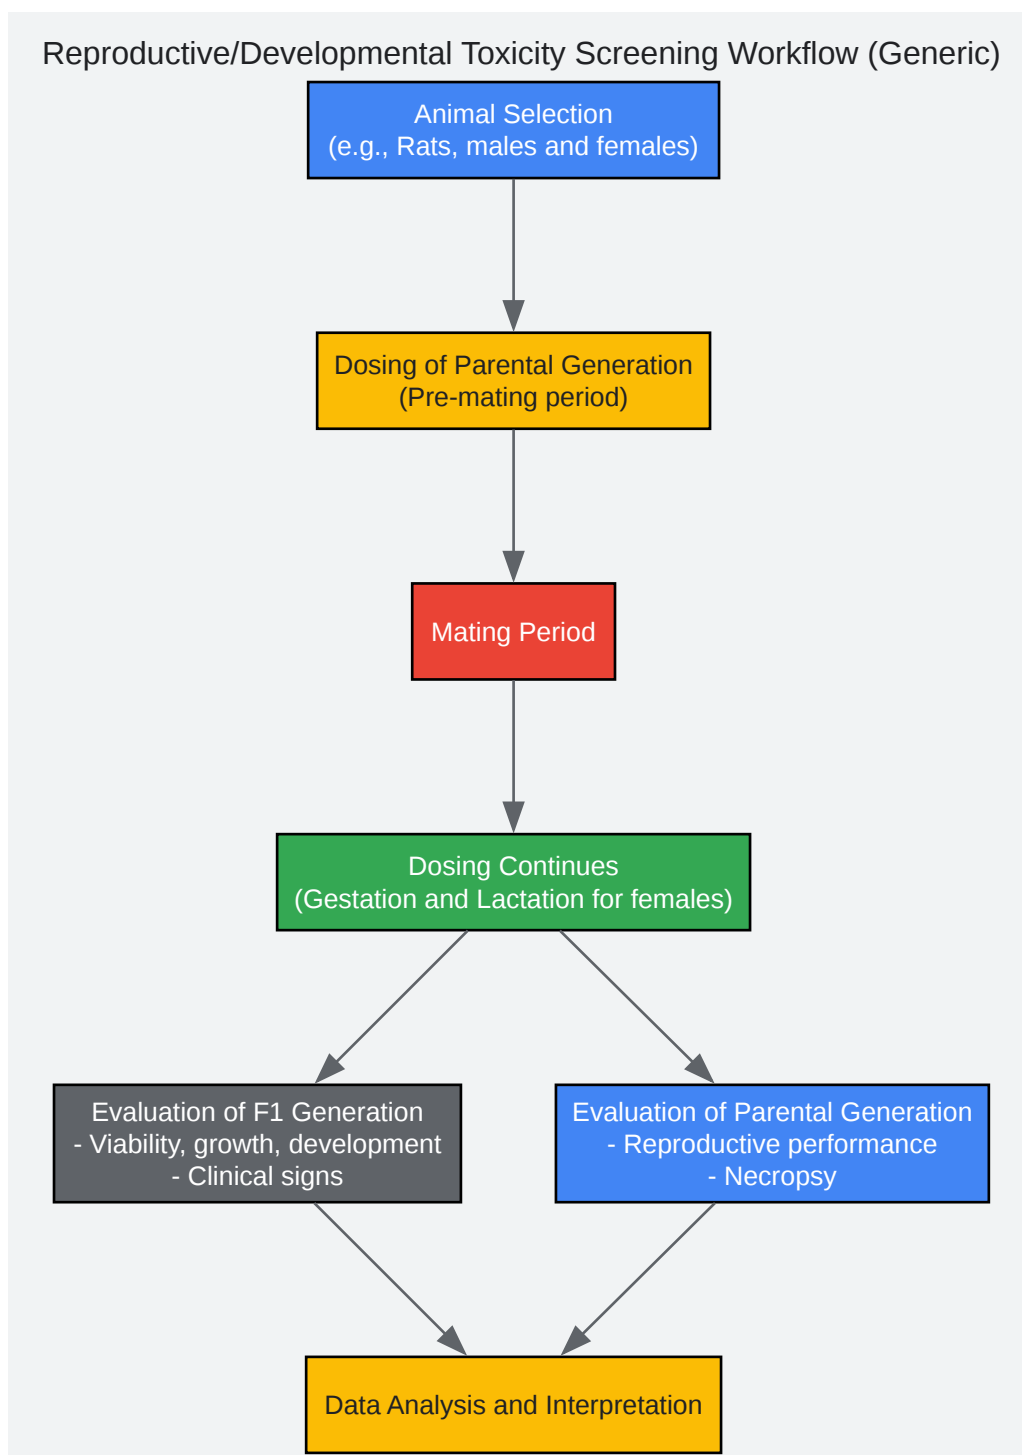 Reproductive/Developmental Toxicity Screening Workflow (Generic)
Animal Selection
(e.g., Rats, males and females)
Dosing of Parental Generation
(Pre-mating period)
Mating Period
Dosing Continues
(Gestation and Lactation for females)
Evaluation of F1 Generation
- Viability, growth, development
- Clinical signs
Evaluation of Parental Generation
- Reproductive performance
- Necropsy
Data Analysis and Interpretation